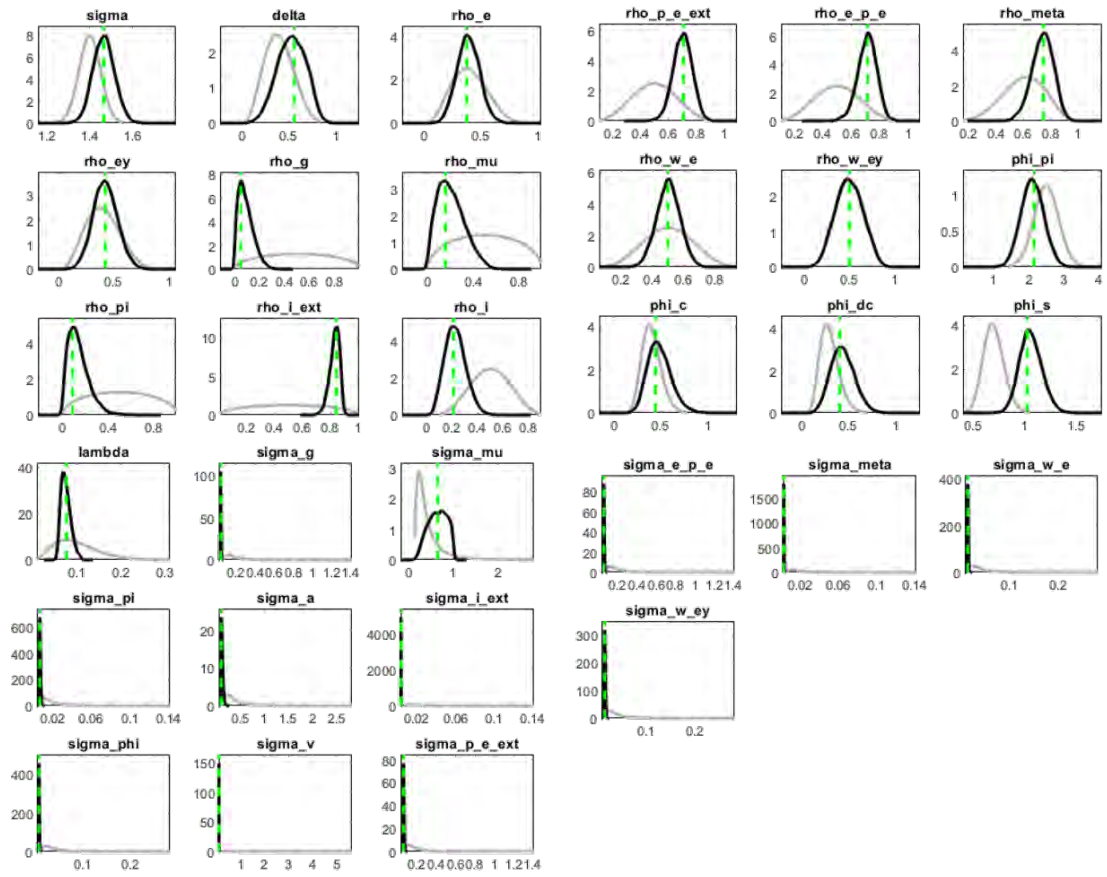 sigma delta rho_e
8 6 4 2 0
1.2 1.4 1.6
2 1 0
0 0.5 1
4 3 2 1 0
0 0.5 1
rho_ey rho_g rho_mu
3 2 1 0
0 0.5 1
8 6 4 2 0
0 0.2 0.4 0.6 0.8
3 2 1 0
0 0.2 0.4 0.6 0.8
rho_pi rho_i_ext rho_i
4 2 0
0 0.4 0.8
10 5 0
0.2 0.4 0.6 0.8 1
4 2 0
0 0.2 0.4 0.6 0.8
lambda sigma_g sigma_mu
40 20 0
0.1 0.2 0.3
100 50 0
0.2 0.4 0.6 0.8 1 1.2 1.4
3 2 1 0
0 1 2
sigma_pi sigma_a sigma_i_ext
600 400 200 0
0.02 0.06 0.1 0.14
20 10 0
0.5 1 1.5 2 2.5
4000 2000 0
0.02 0.06 0.1 0.14
sigma_phi sigma_v sigma_p_e_ext
400 200 0
0.1 0.2
150 100 50 0
1 2 3 4 5
80 60 40 20 0
0.2 0.4 0.6 0.8 1 1.2 1.4
rho_p_e_ext rho_e_p_e rho_meta
6 4 2 0
0.2 0.4 0.6 0.8 1
6 4 2 0
0.2 0.4 0.6 0.8 1
4 2 0
0.2 0.4 0.6 0.8 1
rho_w_e rho_w_ey phi_pi
6 4 2 0
0 0.2 0.4 0.6 0.8
2 1 0
0 0.5 1
1 0.5 0
1 2 3 4
phi_c phi_dc phi_s
4 2 0
0 0.5 1
4 2 0
0 0.5 1
4 2 0
0.5 1 1.5
sigma_e_p_e sigma_meta sigma_w_e
80 60 40 20 0
0.2 0.4 0.6 0.8 1 1.2 1.4
1500 1000 500 0
0.02 0.06 0.1 0.14
400 200 0
0.1 0.2
sigma_w_ey
300 200 100 0
0.1 0.2